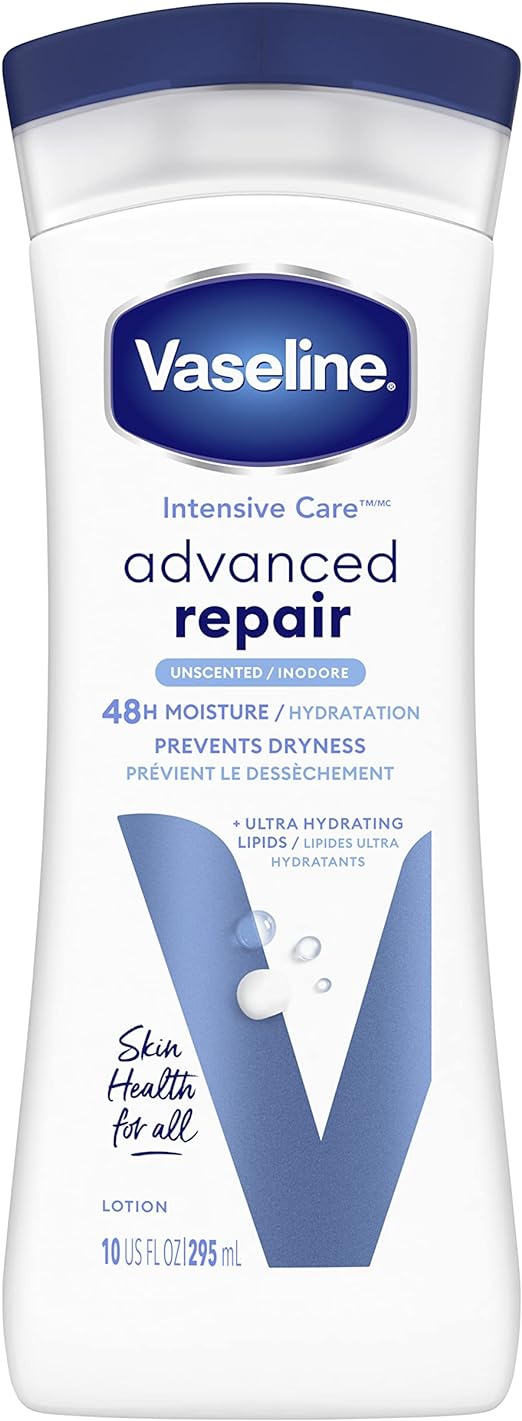 Vaseline®
Intensive Care™/MC
advanced
repair
UNSCENTED / INODORE
48H MOISTURE / HYDRATATION
PREVENTS DRYNESS
PRÉVIENT LE DESSÈCHEMENT
+ ULTRA HYDRATING
LIPIDS / LIPIDES ULTRA
HYDRATANTS
Skin
Health
for all
LOTION
10 US FL OZ|295 mL